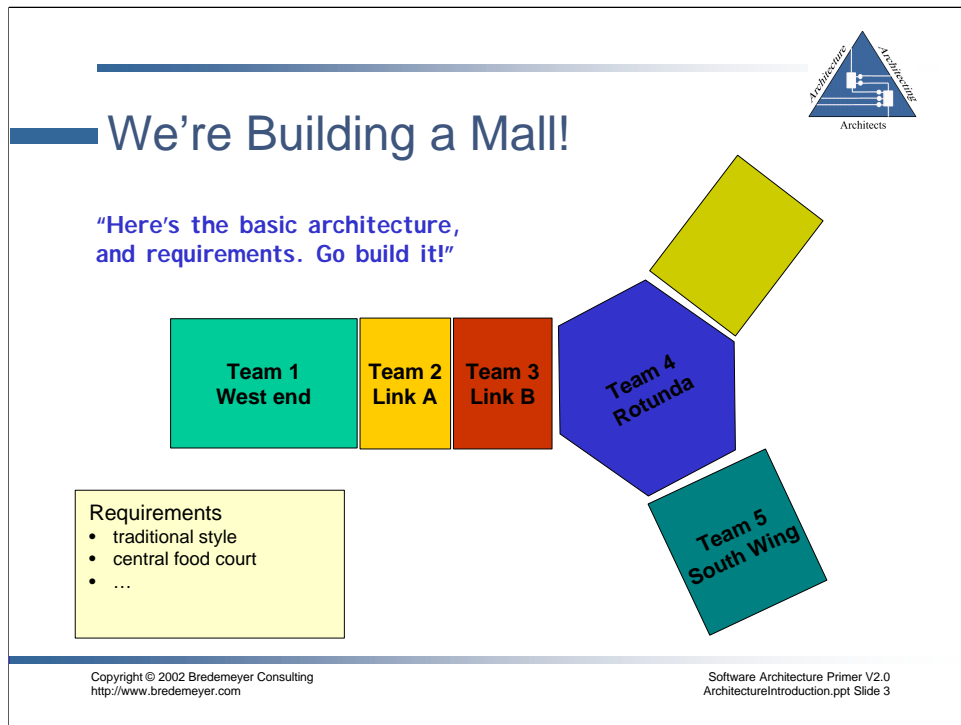 Architecture
Architecting
Architects
We're Building a Mall!
"Here's the basic architecture,
and requirements. Go build it!"
Team 1
West end
Team 2
Link A
Team 3
Link B
Team 4
Rotunda
Team 5
South Wing
Requirements
• traditional style
• central food court
• …
Copyright © 2002 Bredemeyer Consulting
http://www.bredemeyer.com
Software Architecture Primer V2.0
ArchitectureIntroduction.ppt Slide 3